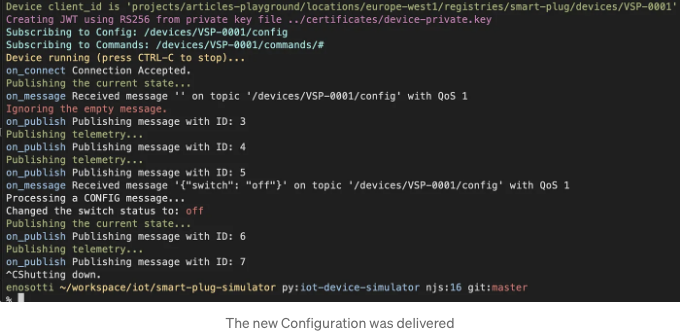 Device client_id is 'projects/articles-playground/locations/europe-west1/registries/smart-plug/devices/VSP-0001'
Creating JWT using RS256 from private key file ../certificates/device-private.key
Subscribing to Config: /devices/VSP-0001/config
Subscribing to Commands: /devices/VSP-0001/commands/#
Device running (press CTRL-C to stop)...
on_connect Connection Accepted.
Publishing the current state...
on_message Received message '' on topic '/devices/VSP-0001/config' with QoS 1
Ignoring the empty message.
on_publish Publishing message with ID: 3
Publishing telemetry...
on_publish Publishing message with ID: 4
Publishing telemetry...
on_publish Publishing message with ID: 5
on_message Received message '{"switch": "off"}' on topic '/devices/VSP-0001/config' with QoS 1
Processing a CONFIG message...
Changed the switch status to: off
Publishing the current state...
on_publish Publishing message with ID: 6
Publishing telemetry...
on_publish Publishing message with ID: 7
^CShutting down.
enosotti ~/workspace/iot/smart-plug-simulator py:iot-device-simulator njs:16 git:master
%
The new Configuration was delivered